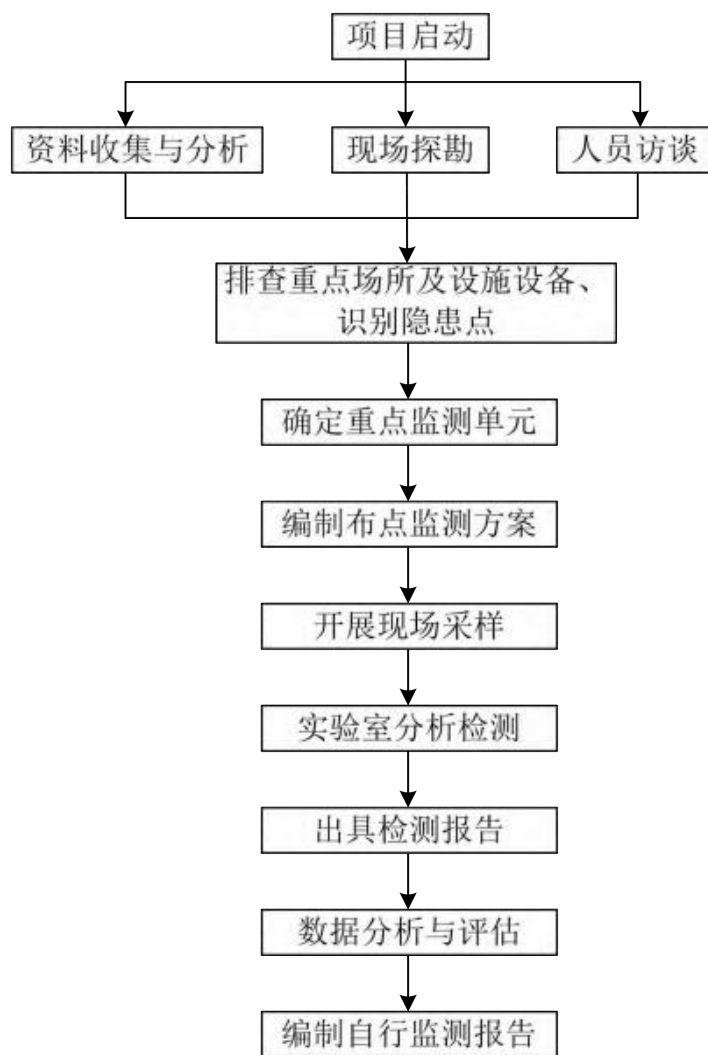 项目启动
资料收集与分析
现场探勘
人员访谈
排查重点场所及设施设备、
识别隐患点
确定重点监测单元
编制布点监测方案
开展现场采样
实验室分析检测
出具检测报告
数据分析与评估
编制自行监测报告